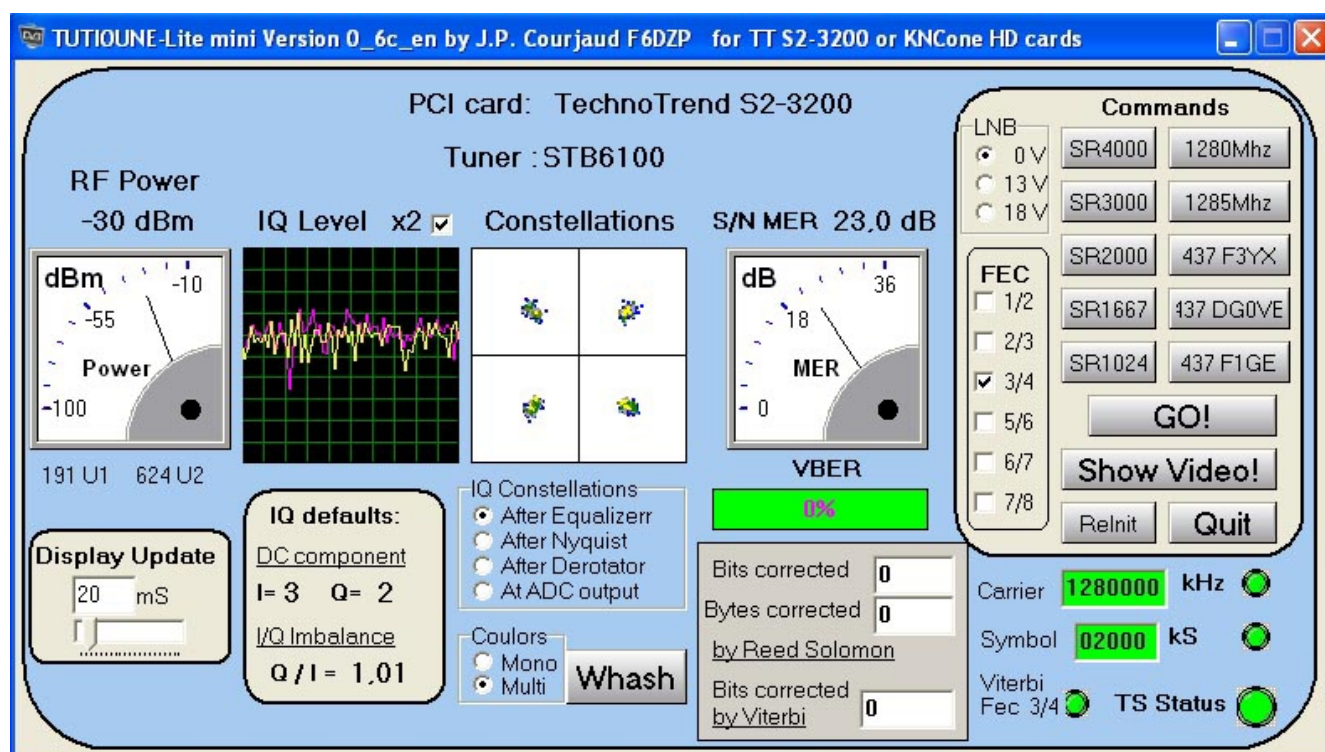 TUTIOUNE-Lite mini Version 0_6c_en by J.P. Courjaud F6DZP for TT S2-3200 or KNCone HD cards
PCI card: TechnoTrend S2-3200
Tuner : STB6100
RF Power
-30 dBm
IQ Level x2
Constellations
S/N MER 23,0 dB
dBm
-10
-55
Power
-100
191 U1 624 U2
dB
36
18
MER
0
VBER
0%
Display Update
20 mS
IQ defaults:
DC component
I= 3 Q= 2
I/Q Imbalance
Q / I = 1,01
IQ Constellations
After Equalizerr
After Nyquist
After Derotator
At ADC output
Coulors
Mono
Multi
Whash
Bits corrected 0
Bytes corrected 0
by Reed Solomon
Bits corrected
by Viterbi 0
Commands
LNB
0 V
13 V
18 V
SR4000 1280Mhz
SR3000 1285Mhz
SR2000 437 F3YX
SR1667 437 DG0VE
SR1024 437 F1GE
FEC
1/2
2/3
3/4
5/6
6/7
7/8
GO!
Show Video!
ReInit Quit
Carrier 1280000 kHz
Symbol 02000 kS
Viterbi
Fec 3/4 TS Status